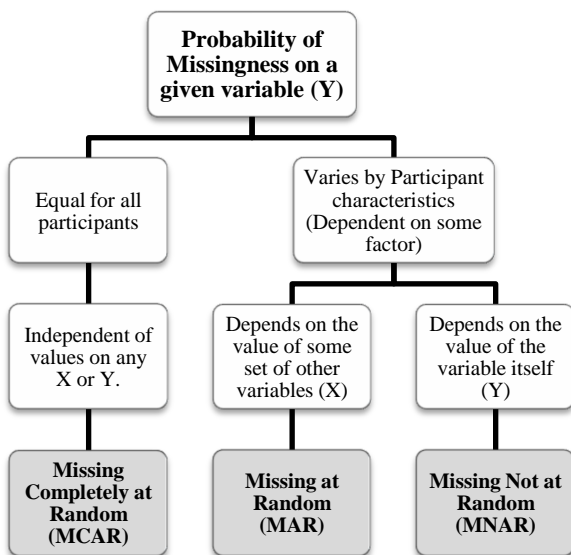 Probability of
Missingness on a
given variable (Y)
Equal for all
participants
Varies by Participant
characteristics
(Dependent on some
factor)
Independent of
values on any
X or Y.
Depends on the
value of some
set of other
variables (X)
Depends on the
value of the
variable itself
(Y)
Missing
Completely at
Random
(MCAR)
Missing at
Random
(MAR)
Missing Not at
Random
(MNAR)